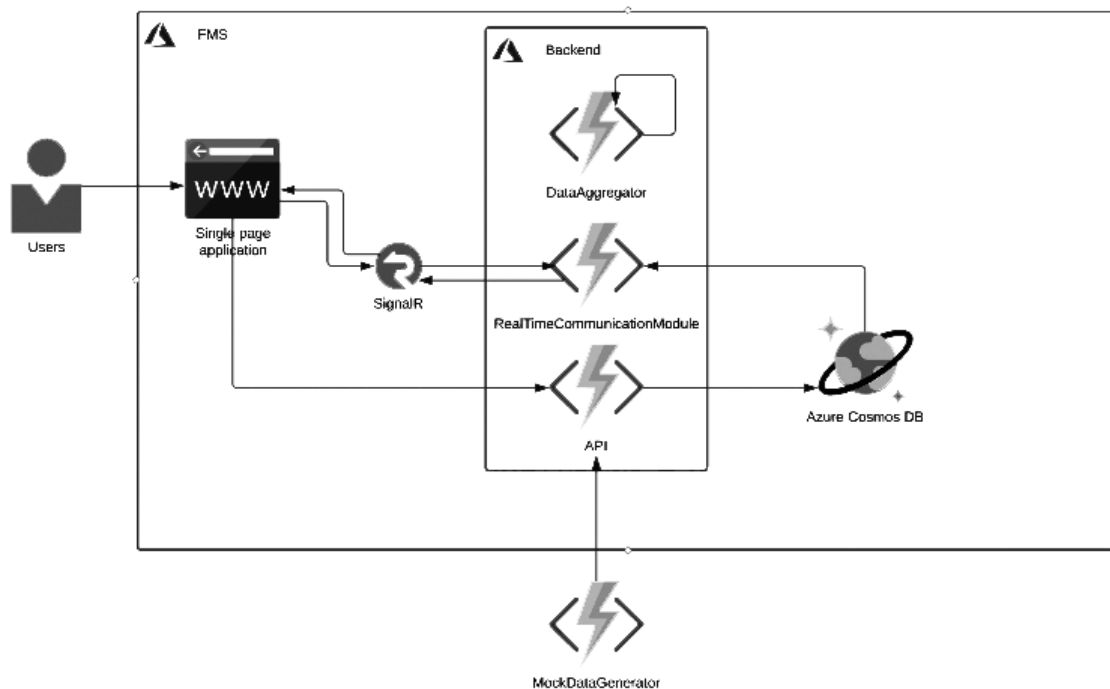 FMS
Backend
DataAggregator
WWW
Single page
application
Users
SignalR
RealTimeCommunicationModule
Azure Cosmos DB
API
MockDataGenerator